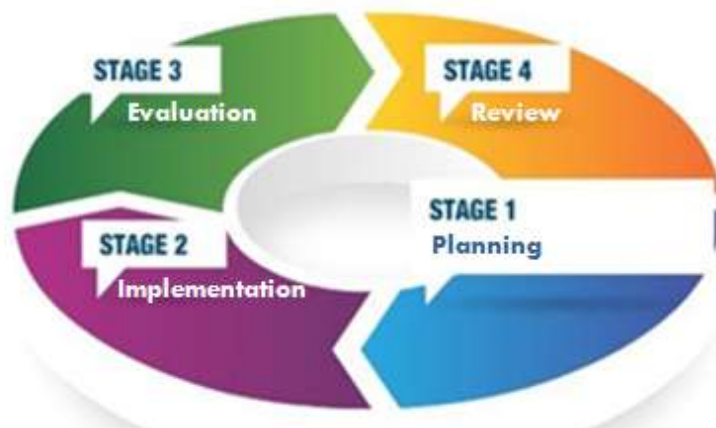 STAGE 3
Evaluation
STAGE 4
Review
STAGE 1
Planning
STAGE 2
Implementation